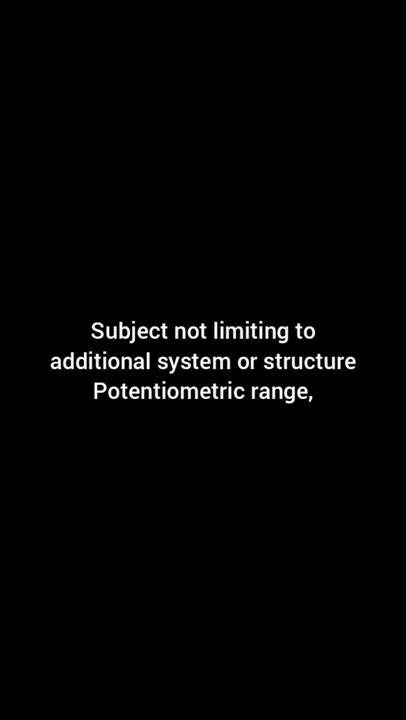 Subject not limiting to
additional system or structure
Potentiometric range,